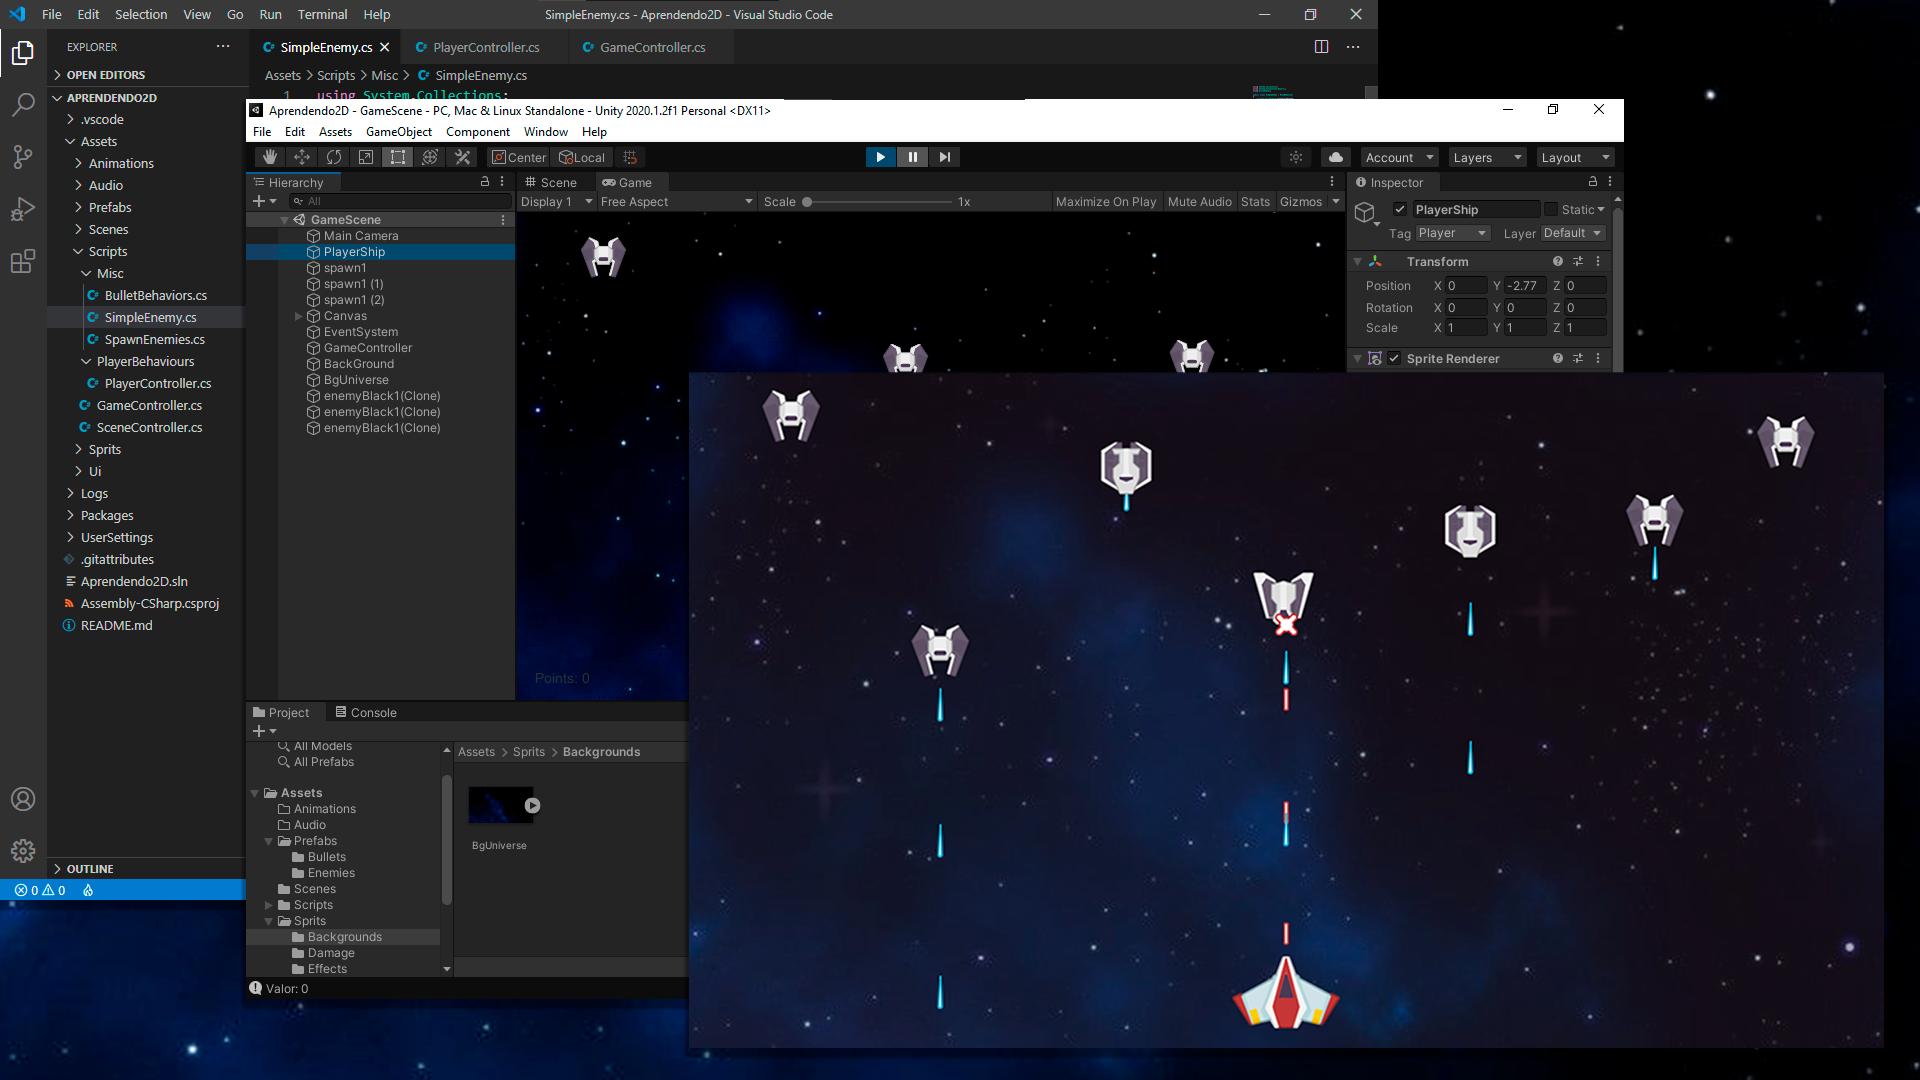 File Edit Selection View Go Run Terminal Help
SimpleEnemy.cs - Aprendendo2D - Visual Studio Code
EXPLORER
OPEN EDITORS
APRENDENDO2D
.vscode
Assets
Animations
Audio
Prefabs
Scenes
Scripts
Misc
BulletBehaviors.cs
SimpleEnemy.cs
SpawnEnemies.cs
PlayerBehaviours
PlayerController.cs
GameController.cs
SceneController.cs
Sprits
Ui
Logs
Packages
UserSettings
.gitattributes
Aprendendo2D.sln
Assembly-CSharp.csproj
README.md
OUTLINE
0 0
SimpleEnemy.cs PlayerController.cs GameController.cs
Assets > Scripts > Misc > SimpleEnemy.cs
1 using System.Collections;
Aprendendo2D - GameScene - PC, Mac & Linux Standalone - Unity 2020.1.2f1 Personal <DX11>
File Edit Assets GameObject Component Window Help
Center Local
Account Layers Layout
Hierarchy
All
GameScene
Main Camera
PlayerShip
spawn1
spawn1 (1)
spawn1 (2)
Canvas
EventSystem
GameController
BackGround
BgUniverse
enemyBlack1(Clone)
enemyBlack1(Clone)
enemyBlack1(Clone)
Scene Game
Display 1 Free Aspect Scale 1x Maximize On Play Mute Audio Stats Gizmos
Points: 0
Inspector
PlayerShip Static
Tag Player Layer Default
Transform
Position X 0 Y -2.77 Z 0
Rotation X 0 Y 0 Z 0
Scale X 1 Y 1 Z 1
Sprite Renderer
Project Console
All Models
All Prefabs
Assets
Animations
Audio
Prefabs
Bullets
Enemies
Scenes
Scripts
Sprits
Backgrounds
Damage
Effects
Assets > Sprits > Backgrounds
BgUniverse
Valor: 0